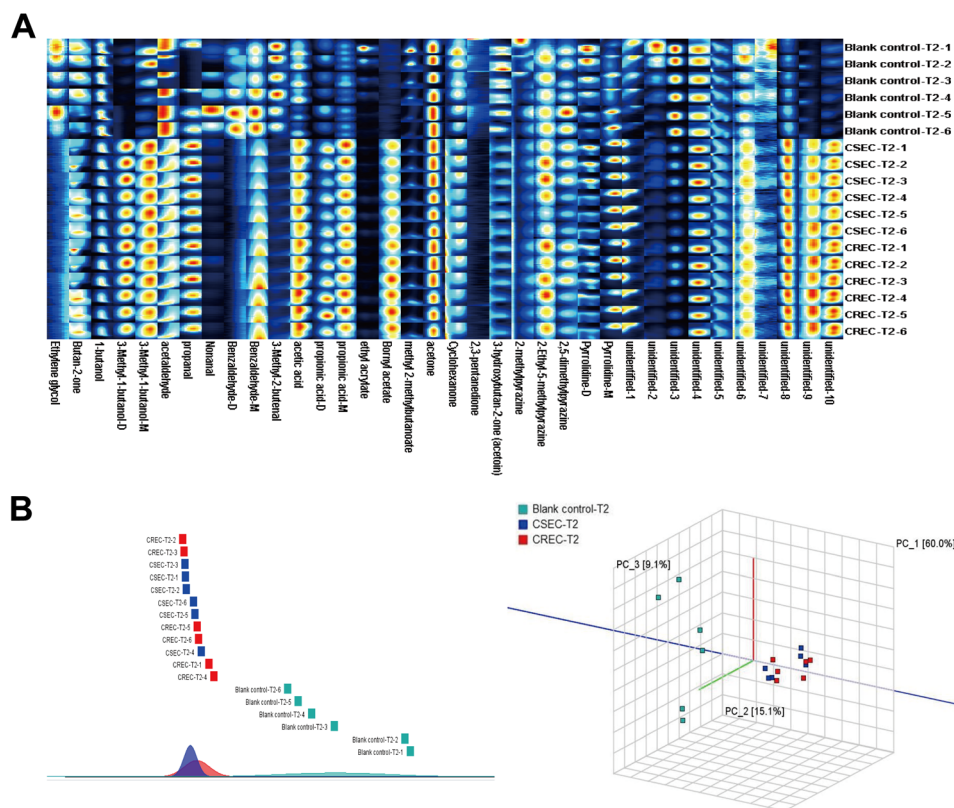 A
Blank control-T2-1
Blank control-T2-2
Blank control-T2-3
Blank control-T2-4
Blank control-T2-5
Blank control-T2-6
CSEC-T2-1
CSEC-T2-2
CSEC-T2-3
CSEC-T2-4
CSEC-T2-5
CSEC-T2-6
CREC-T2-1
CREC-T2-2
CREC-T2-3
CREC-T2-4
CREC-T2-5
CREC-T2-6
Ethylene glycol
Butan-2-one
1-butanol
3-Methyl-1-butanol-D
3-Methyl-1-butanol-M
acetaldehyde
propanal
Nonanal
Benzaldehyde-D
Benzaldehyde-M
3-Methyl-2-butenal
acetic acid
propionic acid-D
propionic acid-M
ethyl acrylate
Bornyl acetate
methyl 2-methylbutanoate
acetone
Cyclohexanone
2,3-pentanedione
3-hydroxybutan-2-one (acetoin)
2-methylpyrazine
2-Ethyl-5-methylpyrazine
2,5-dimethylpyrazine
Pyrrolidine-D
Pyrrolidine-M
unidentified-1
unidentified-2
unidentified-3
unidentified-4
unidentified-5
unidentified-6
unidentified-7
unidentified-8
unidentified-9
unidentified-10
B
CREC-T2-2
CREC-T2-3
CSEC-T2-3
CSEC-T2-1
CSEC-T2-2
CSEC-T2-6
CSEC-T2-5
CREC-T2-5
CREC-T2-6
CSEC-T2-4
CREC-T2-1
CREC-T2-4
Blank control-T2-6
Blank control-T2-5
Blank control-T2-4
Blank control-T2-3
Blank control-T2-2
Blank control-T2-1
Blank control-T2
CSEC-T2
CREC-T2
PC_1 [60.0%]
PC_3 [9.1%]
PC_2 [15.1%]